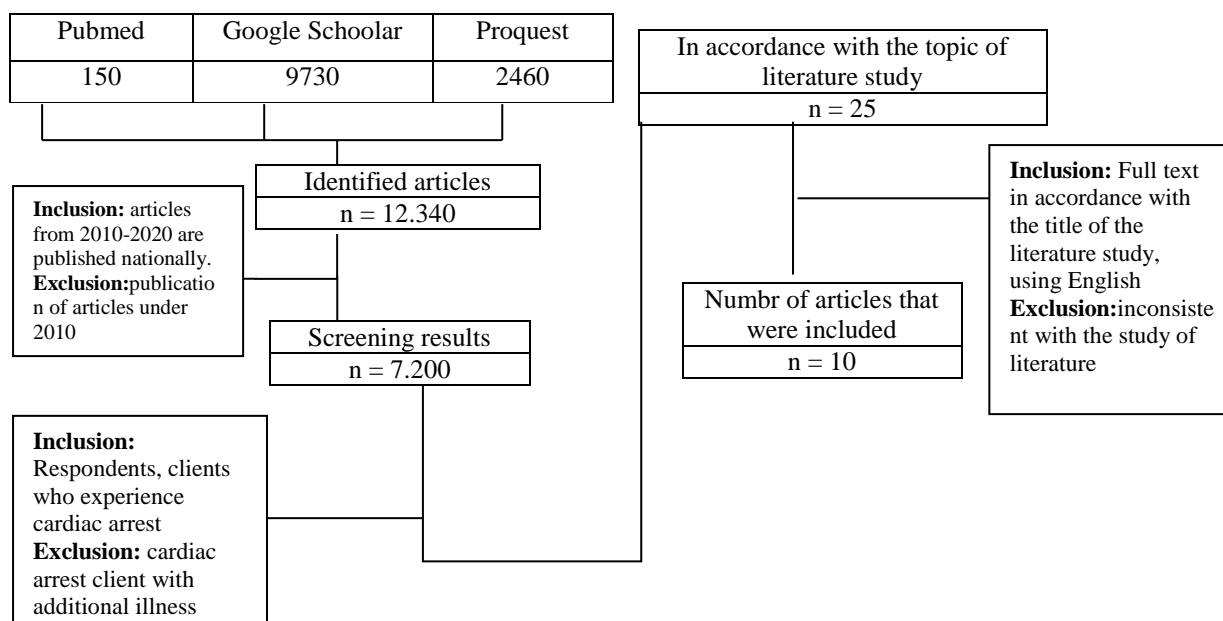 Pubmed
Google Schoolar
Proquest
150
9730
2460
Identified articles
n = 12.340
Inclusion: articles
from 2010-2020 are
published nationally.
Exclusion:publicatio
n of articles under
2010
Screening results
n = 7.200
Inclusion:
Respondents, clients
who experience
cardiac arrest
Exclusion: cardiac
arrest client with
additional illness
In accordance with the topic of
literature study
n = 25
Inclusion: Full text
in accordance with
the title of the
literature study,
using English
Exclusion:inconsiste
nt with the study of
literature
Numbr of articles that
were included
n = 10